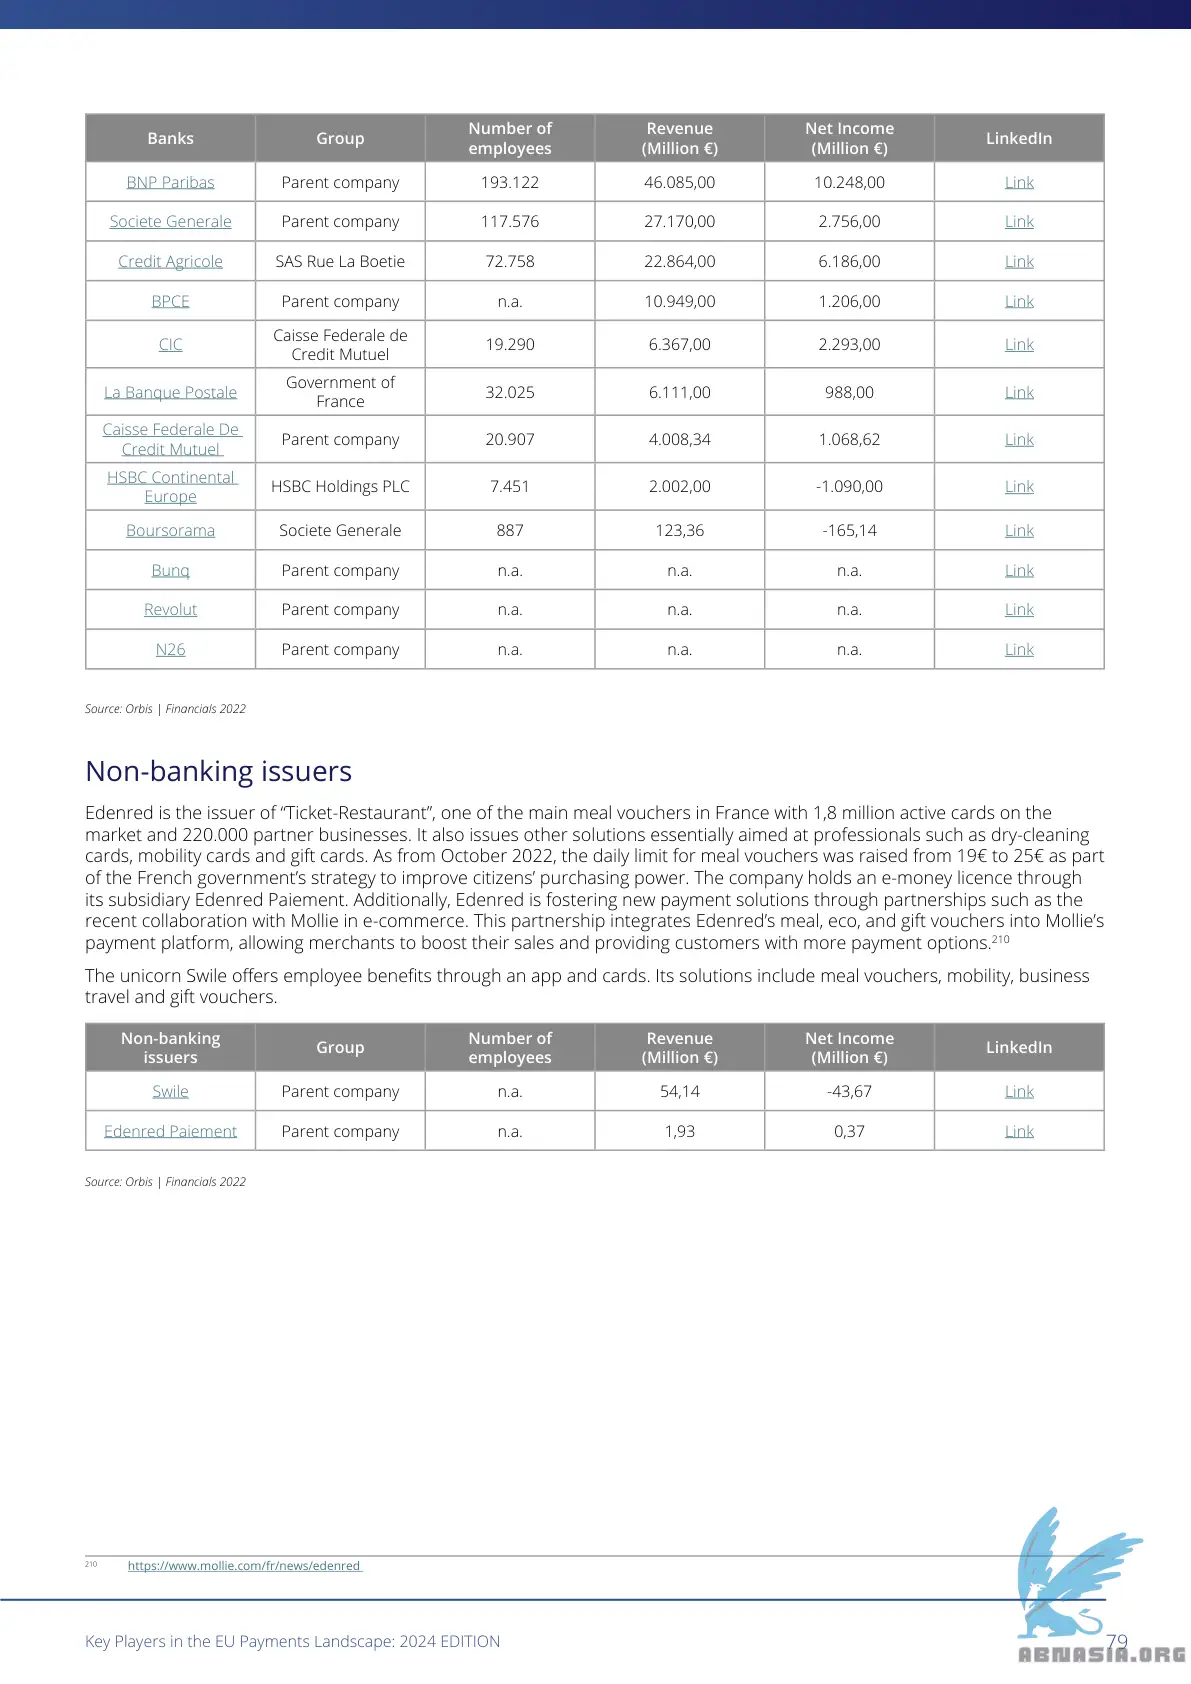 Banks Group Number of employees Revenue (Million €) Net Income (Million €) LinkedIn
BNP Paribas Parent company 193.122 46.085,00 10.248,00 Link
Societe Generale Parent company 117.576 27.170,00 2.756,00 Link
Credit Agricole SAS Rue La Boetie 72.758 22.864,00 6.186,00 Link
BPCE Parent company n.a. 10.949,00 1.206,00 Link
CIC Caisse Federale de Credit Mutuel 19.290 6.367,00 2.293,00 Link
La Banque Postale Government of France 32.025 6.111,00 988,00 Link
Caisse Federale De Credit Mutuel Parent company 20.907 4.008,34 1.068,62 Link
HSBC Continental Europe HSBC Holdings PLC 7.451 2.002,00 -1.090,00 Link
Boursorama Societe Generale 887 123,36 -165,14 Link
Bunq Parent company n.a. n.a. n.a. Link
Revolut Parent company n.a. n.a. n.a. Link
N26 Parent company n.a. n.a. n.a. Link
Source: Orbis | Financials 2022
Non-banking issuers
Edenred is the issuer of “Ticket-Restaurant”, one of the main meal vouchers in France with 1,8 million active cards on the
market and 220.000 partner businesses. It also issues other solutions essentially aimed at professionals such as dry-cleaning
cards, mobility cards and gift cards. As from October 2022, the daily limit for meal vouchers was raised from 19€ to 25€ as part
of the French government’s strategy to improve citizens’ purchasing power. The company holds an e-money licence through
its subsidiary Edenred Paiement. Additionally, Edenred is fostering new payment solutions through partnerships such as the
recent collaboration with Mollie in e-commerce. This partnership integrates Edenred’s meal, eco, and gift vouchers into Mollie’s
payment platform, allowing merchants to boost their sales and providing customers with more payment options.210
The unicorn Swile offers employee benefits through an app and cards. Its solutions include meal vouchers, mobility, business
travel and gift vouchers.
Non-banking issuers Group Number of employees Revenue (Million €) Net Income (Million €) LinkedIn
Swile Parent company n.a. 54,14 -43,67 Link
Edenred Paiement Parent company n.a. 1,93 0,37 Link
Source: Orbis | Financials 2022
210 https://www.mollie.com/fr/news/edenred
Key Players in the EU Payments Landscape: 2024 EDITION 79
ABNASIA.ORG